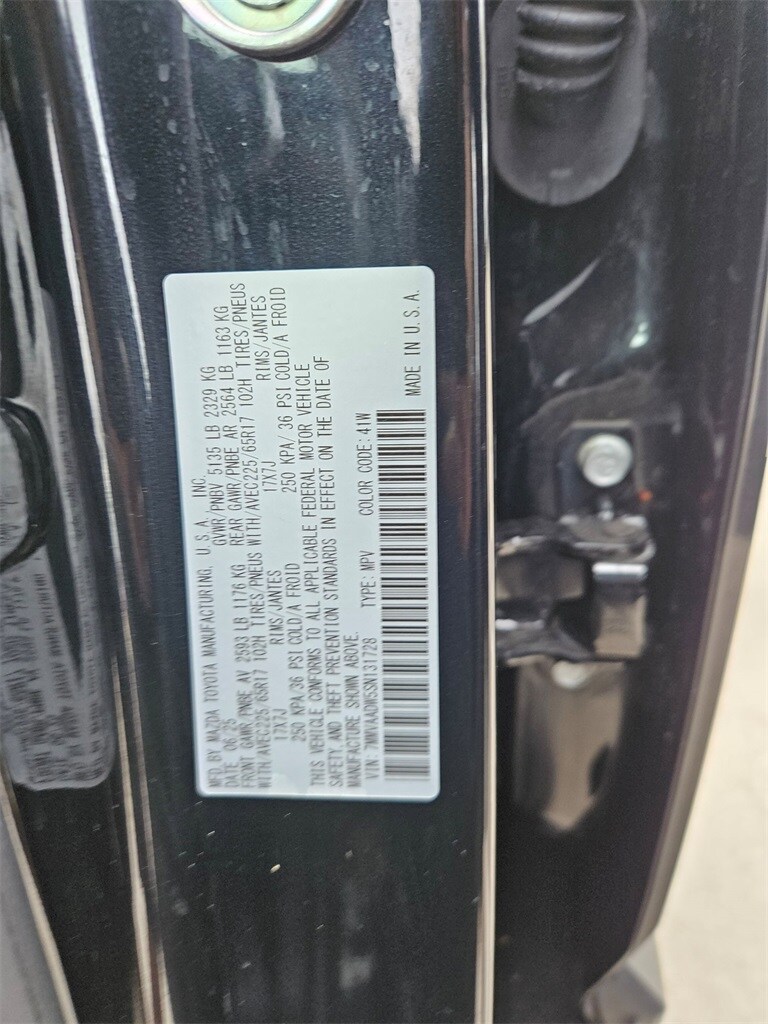 MFD BY MAZDA TOYOTA MANUFACTURING, U.S.A., INC.
DATE 06/25 GVWR/PNBV 5135 LB 2329 KG
FRONT GAWR/PNBE AV 2593 LB 1176 KG REAR GAWR/PNBE AR 2564 LB 1163 KG
WITH/AVEC225/65R17 102H TIRES/PNEUS WITH/AVEC225/65R17 102H TIRES/PNEUS
17X7J RIMS/JANTES 17X7J RIMS/JANTES
250 KPA/36 PSI COLD/A FROID 250 KPA/36 PSI COLD/A FROID
THIS VEHICLE CONFORMS TO ALL APPLICABLE FEDERAL MOTOR VEHICLE
SAFETY, AND THEFT PREVENTION STANDARDS IN EFFECT ON THE DATE OF
MANUFACTURE SHOWN ABOVE.
VIN: 7MMVAADW5SN131728 TYPE: MPV COLOR CODE: 41W
MADE IN U.S.A.